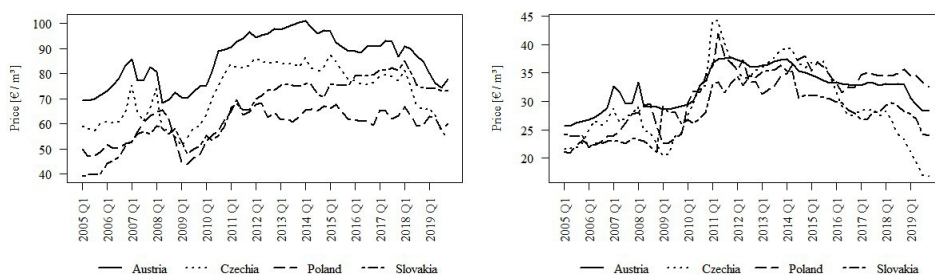 Price [€ / m³]
100
90
80
70
60
50
40
2005 Q1
2006 Q1
2007 Q1
2008 Q1
2009 Q1
2010 Q1
2011 Q1
2012 Q1
2013 Q1
2014 Q1
2015 Q1
2016 Q1
2017 Q1
2018 Q1
2019 Q1
Austria Czechia Poland Slovakia
Price [€ / m³]
45
40
35
30
25
20
2005 Q1
2006 Q1
2007 Q1
2008 Q1
2009 Q1
2010 Q1
2011 Q1
2012 Q1
2013 Q1
2014 Q1
2015 Q1
2016 Q1
2017 Q1
2018 Q1
2019 Q1
Austria Czechia Poland Slovakia